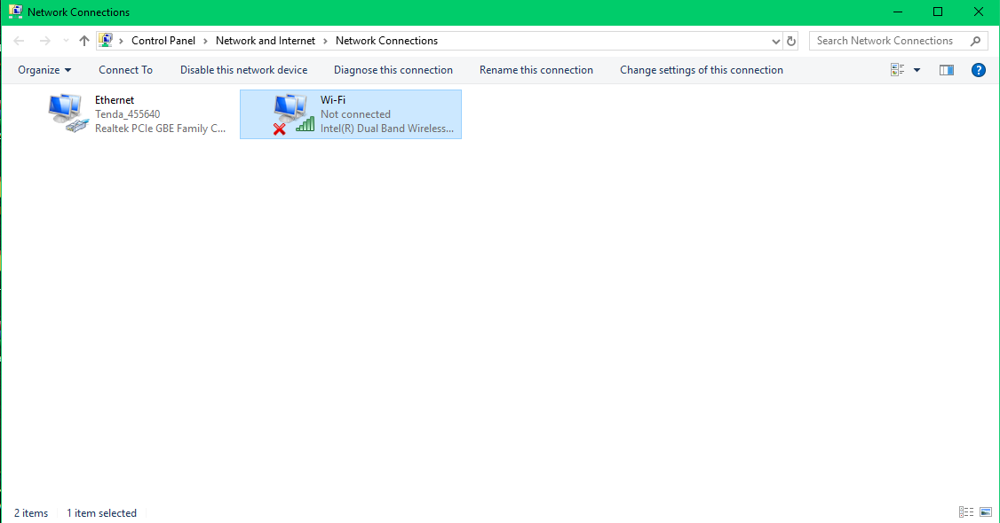 Network Connections
Control Panel > Network and Internet > Network Connections
Search Network Connections
Organize Connect To Disable this network device Diagnose this connection Rename this connection Change settings of this connection
Ethernet
Tenda_455640
Realtek PCIe GBE Family C...
Wi-Fi
Not connected
Intel(R) Dual Band Wireless...
2 items 1 item selected